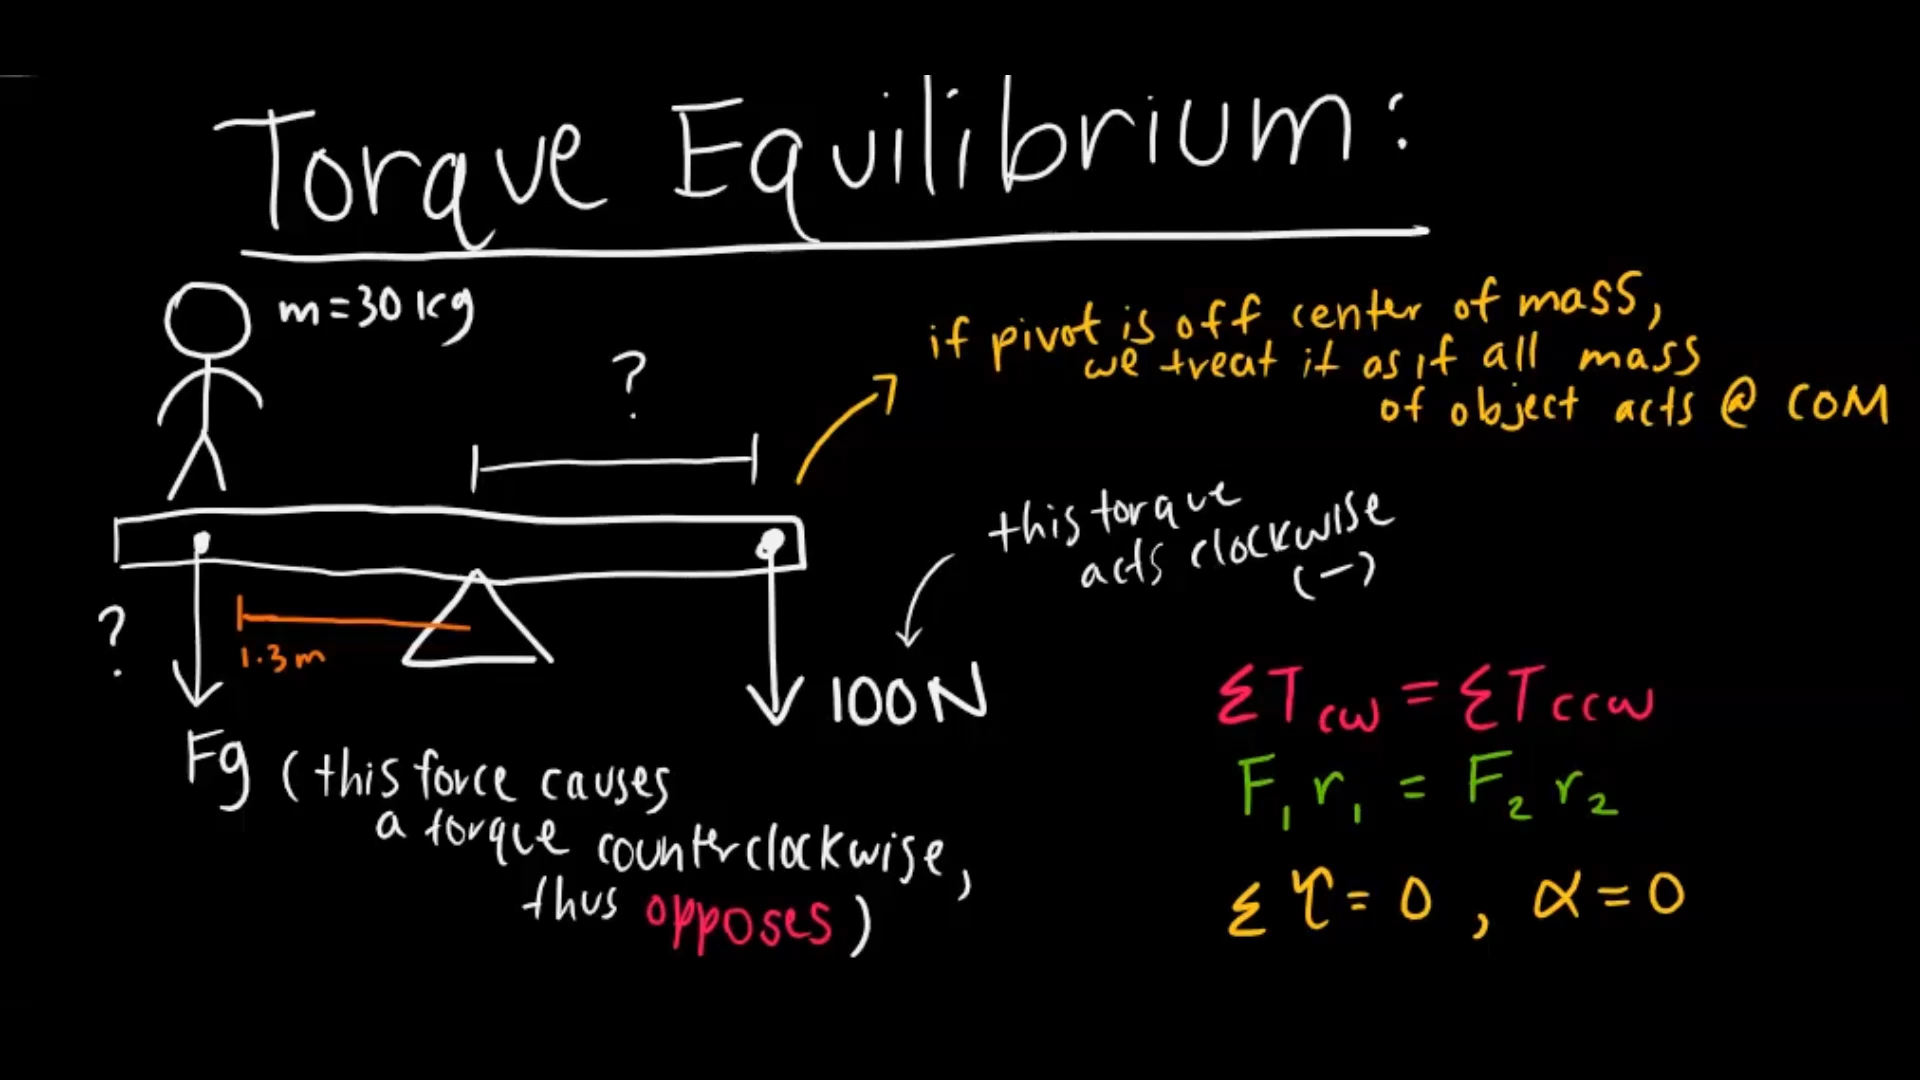 Torque Equilibrium:
m=30 kg
?
if pivot is off center of mass,
we treat it as if all mass
of object acts @ COM
this torque
acts clockwise
(-)
?
1.3m
100N
Fg (this force causes
a torque counterclockwise,
thus opposes)
ΣTcw = ΣTccw
F₁r₁ = F₂r₂
Στ=0, α=0